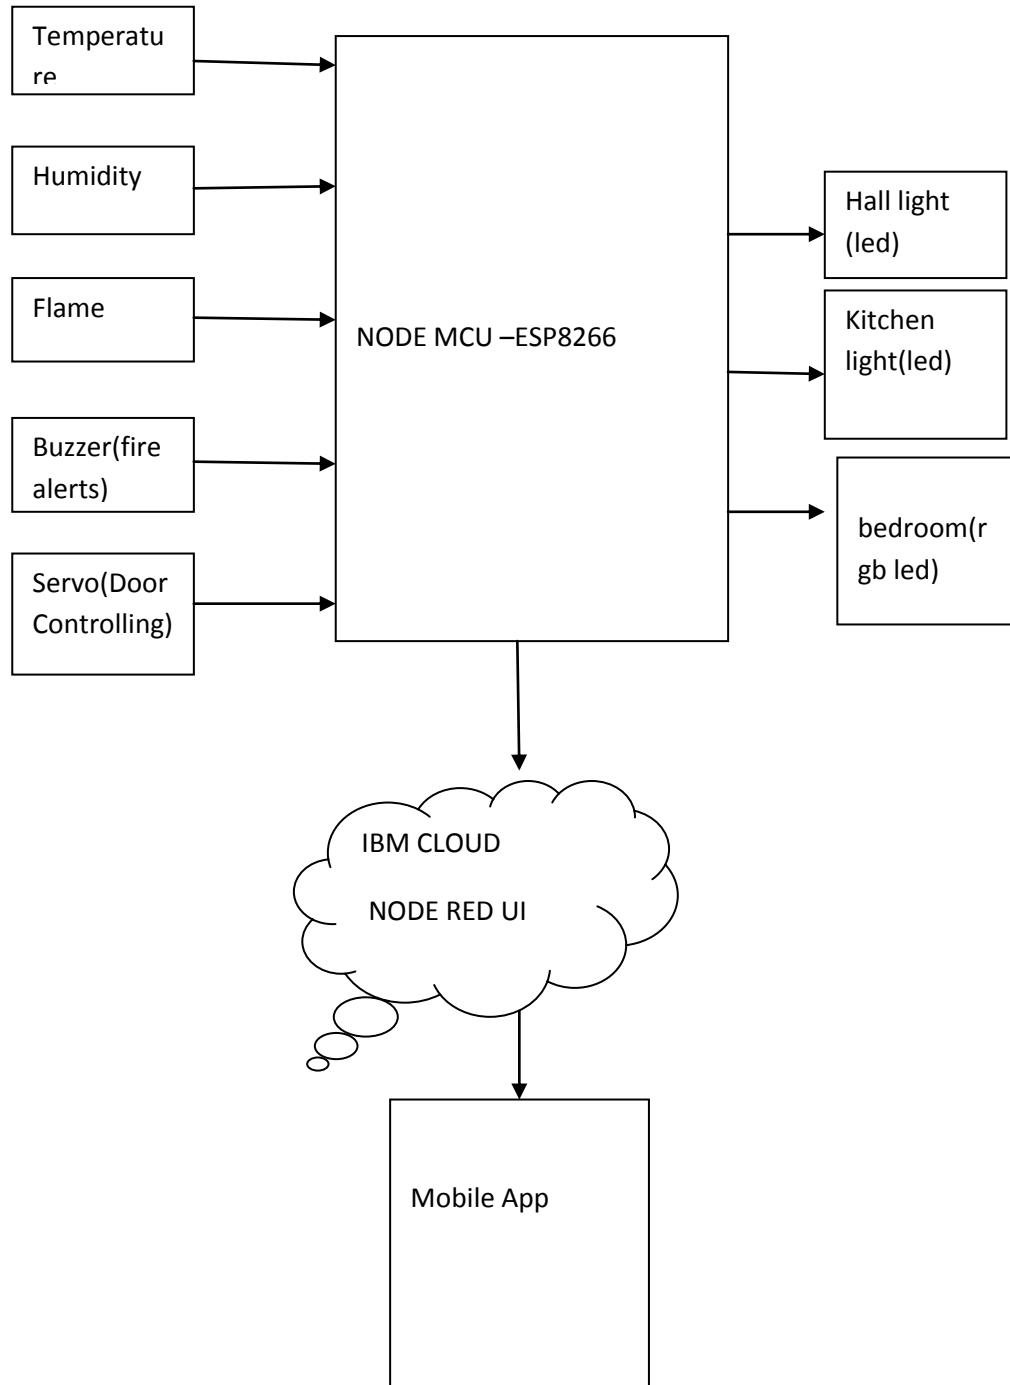 Temperatu
re
Humidity
Flame
Buzzer(fire
alerts)
Servo(Door
Controlling)
NODE MCU –ESP8266
Hall light
(led)
Kitchen
light(led)
bedroom(r
gb led)
IBM CLOUD
NODE RED UI
Mobile App